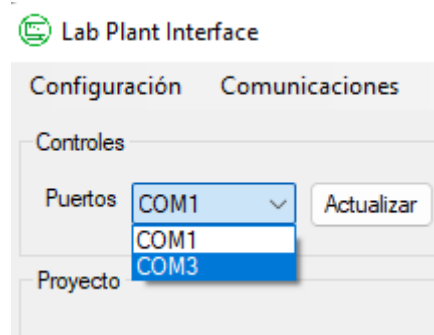 Lab Plant Interface
Configuración Comunicaciones
Controles
Puertos COM1 Actualizar
COM1
COM3
Proyecto